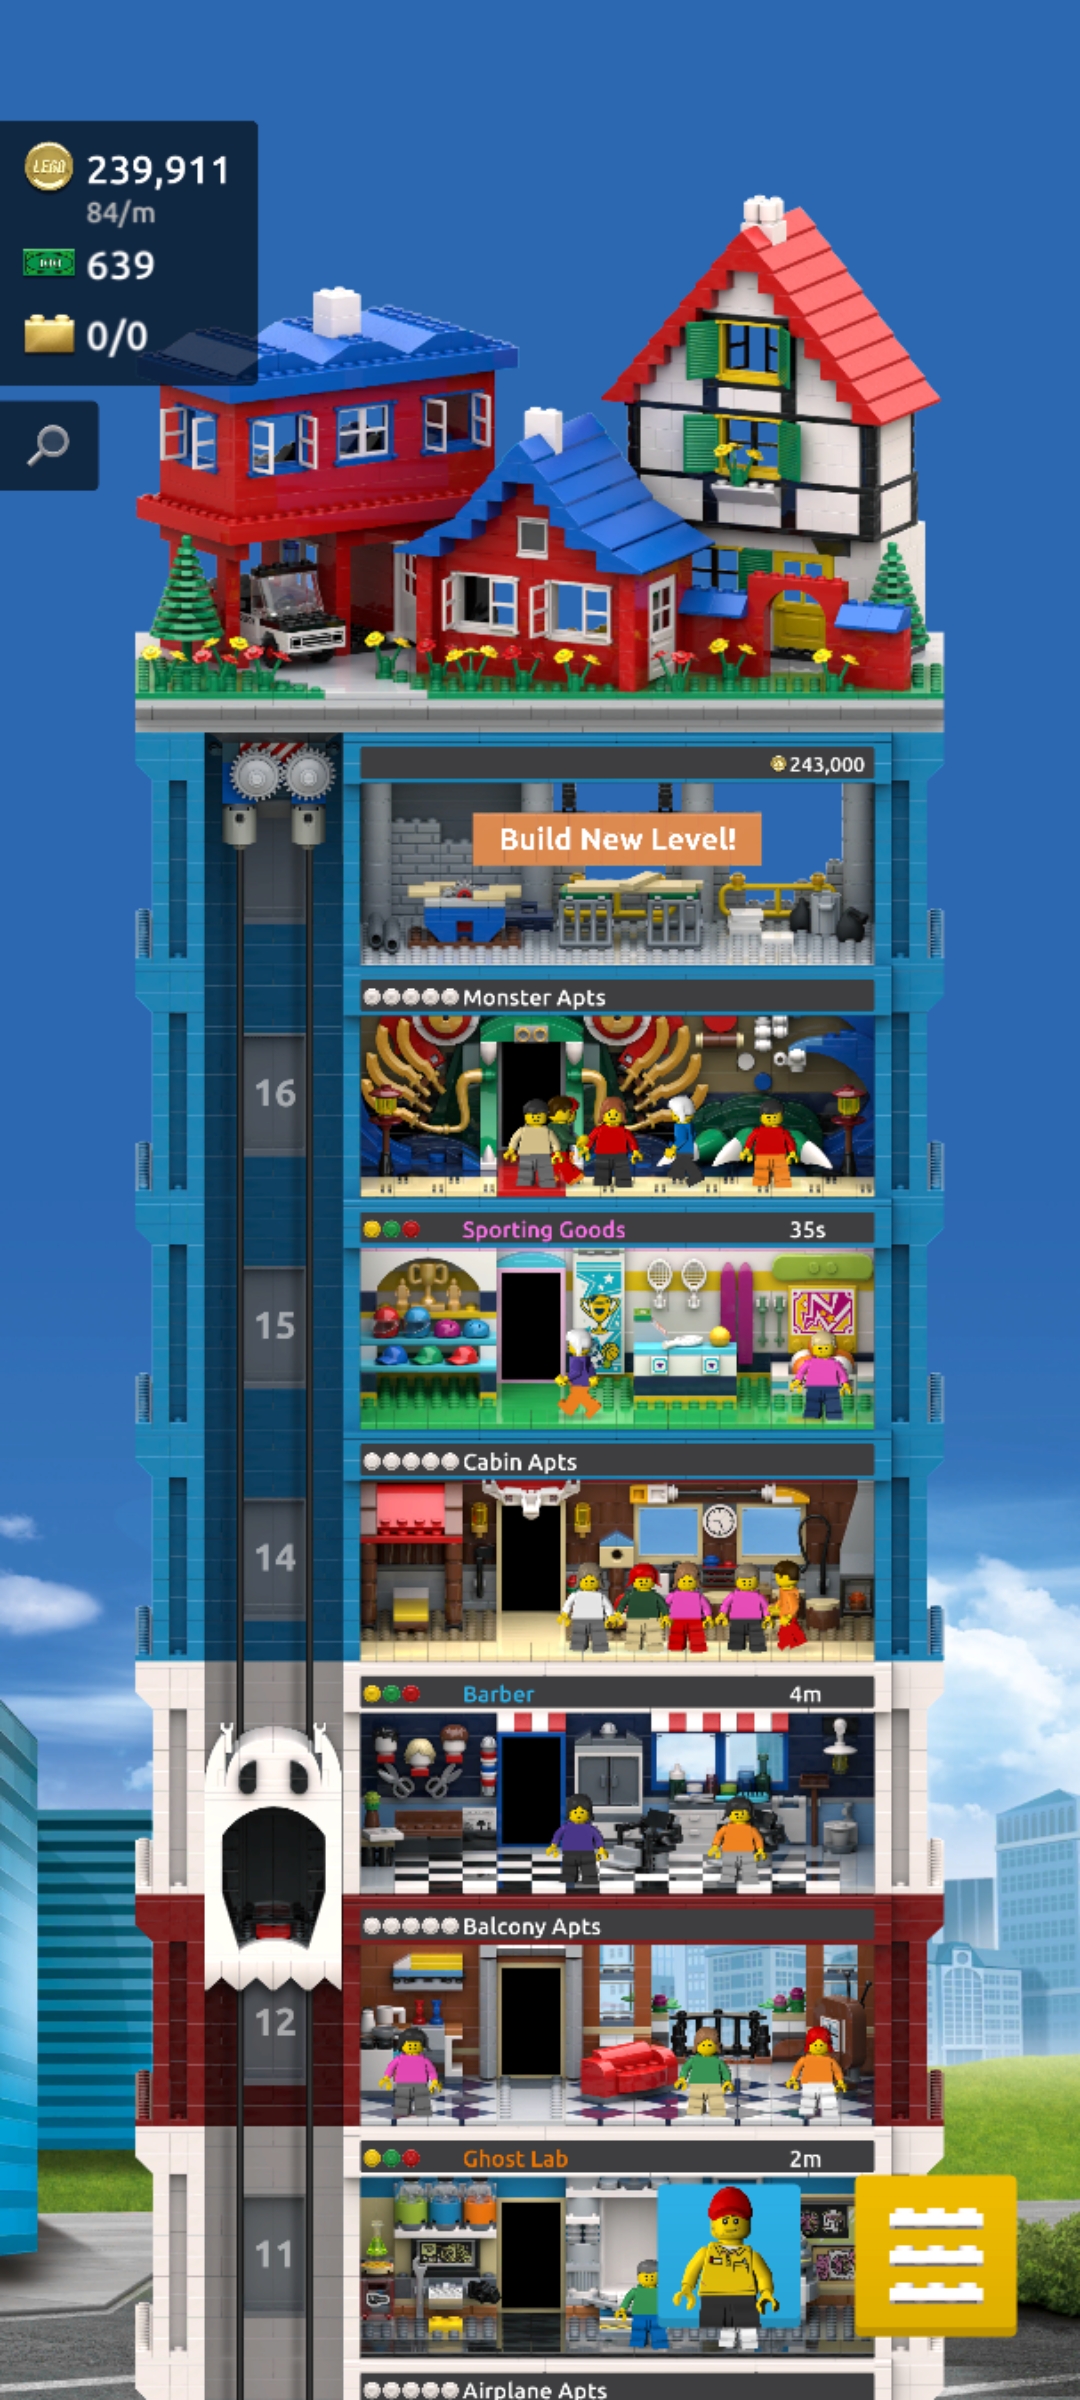 LEGO
239,911
84/m
639
0/0
243,000
Build New Level!
Monster Apts
16
Sporting Goods
35s
15
N
Cabin Apts
14
Barber
4m
Balcony Apts
12
Ghost Lab
2m
11
Airplane Apts